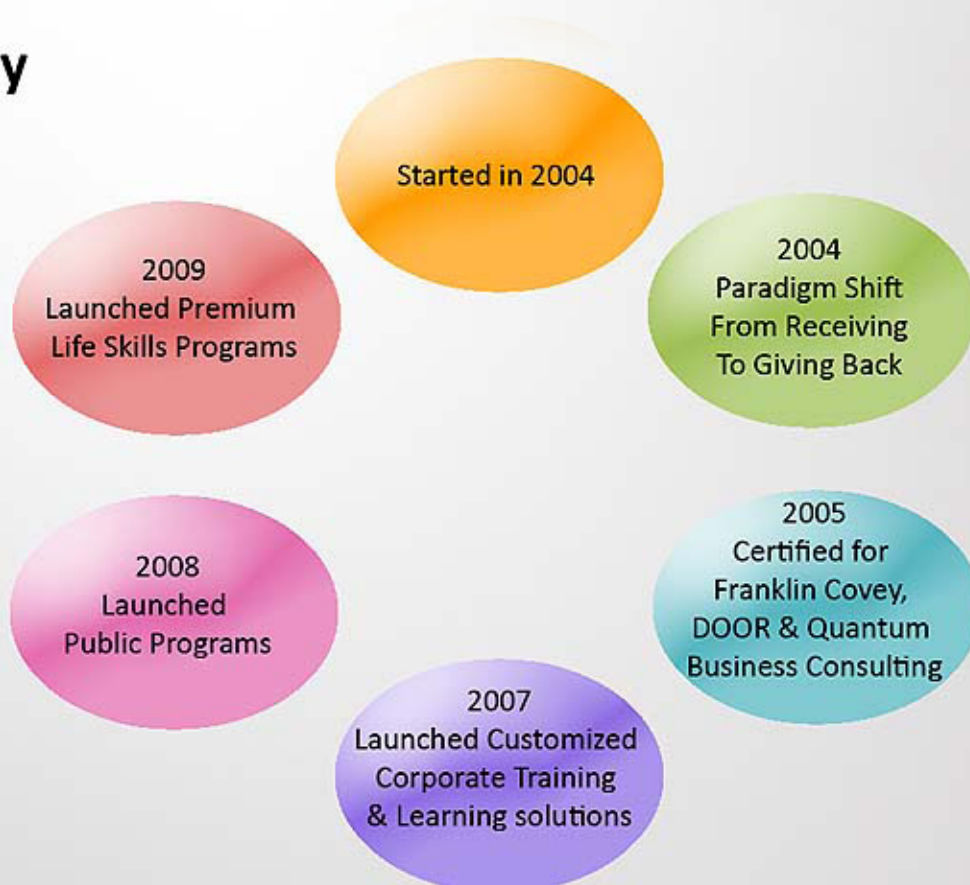 y
Started in 2004
2004
Paradigm Shift
From Receiving
To Giving Back
2005
Certified for
Franklin Covey,
DOOR & Quantum
Business Consulting
2007
Launched Customized
Corporate Training
& Learning solutions
2008
Launched
Public Programs
2009
Launched Premium
Life Skills Programs